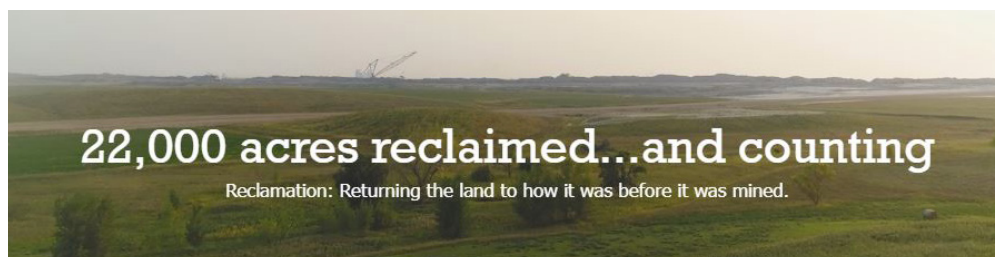 22,000 acres reclaimed...and counting
Reclamation: Returning the land to how it was before it was mined.